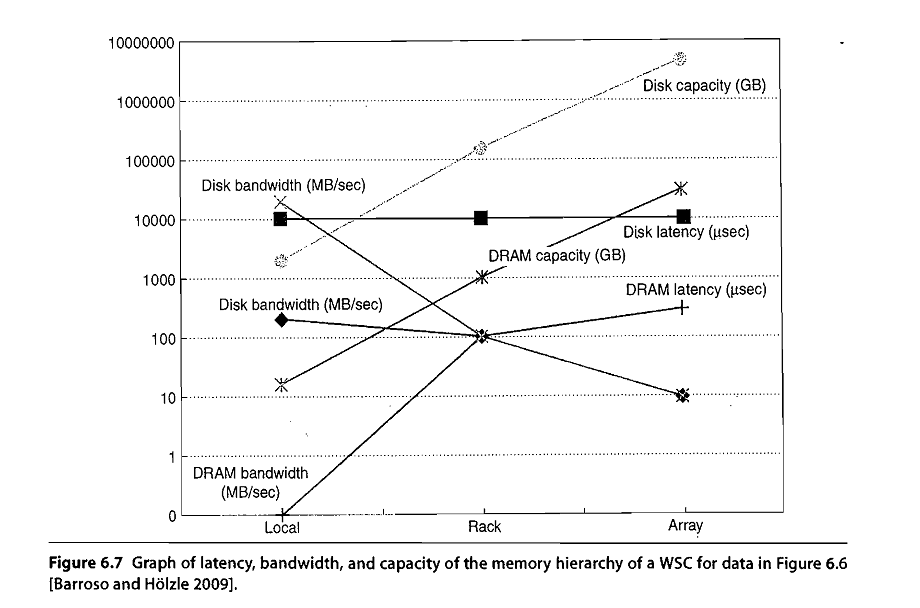 10000000
Disk capacity (GB)
1000000
100000
Disk bandwidth (MB/sec)
10000
Disk latency (μsec)
DRAM capacity (GB)
1000
DRAM latency (μsec)
Disk bandwidth (MB/sec)
100
10
1
DRAM bandwidth
(MB/sec)
0
Local Rack Array
Figure 6.7 Graph of latency, bandwidth, and capacity of the memory hierarchy of a WSC for data in Figure 6.6
[Barroso and Hölzle 2009].